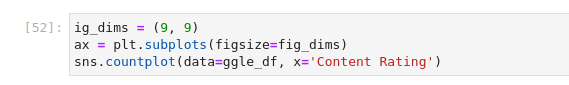 [52]: ig_dims = (9, 9)
ax = plt.subplots(figsize=fig_dims)
sns.countplot(data=ggle_df, x='Content Rating')